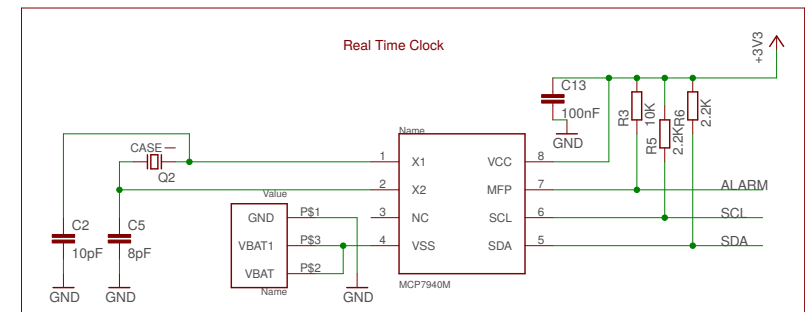 Real Time Clock
+3V3
C13
100nF
GND
R3
10K
R5
2.2K
R6
2.2K
Name
CASE
Q2
1
X1
VCC
8
2
X2
MFP
7
ALARM
Value
3
NC
SCL
6
SCL
4
VSS
SDA
5
SDA
MCP7940M
GND
P$1
VBAT1
P$3
VBAT
P$2
Name
GND
C2
10pF
GND
C5
8pF
GND